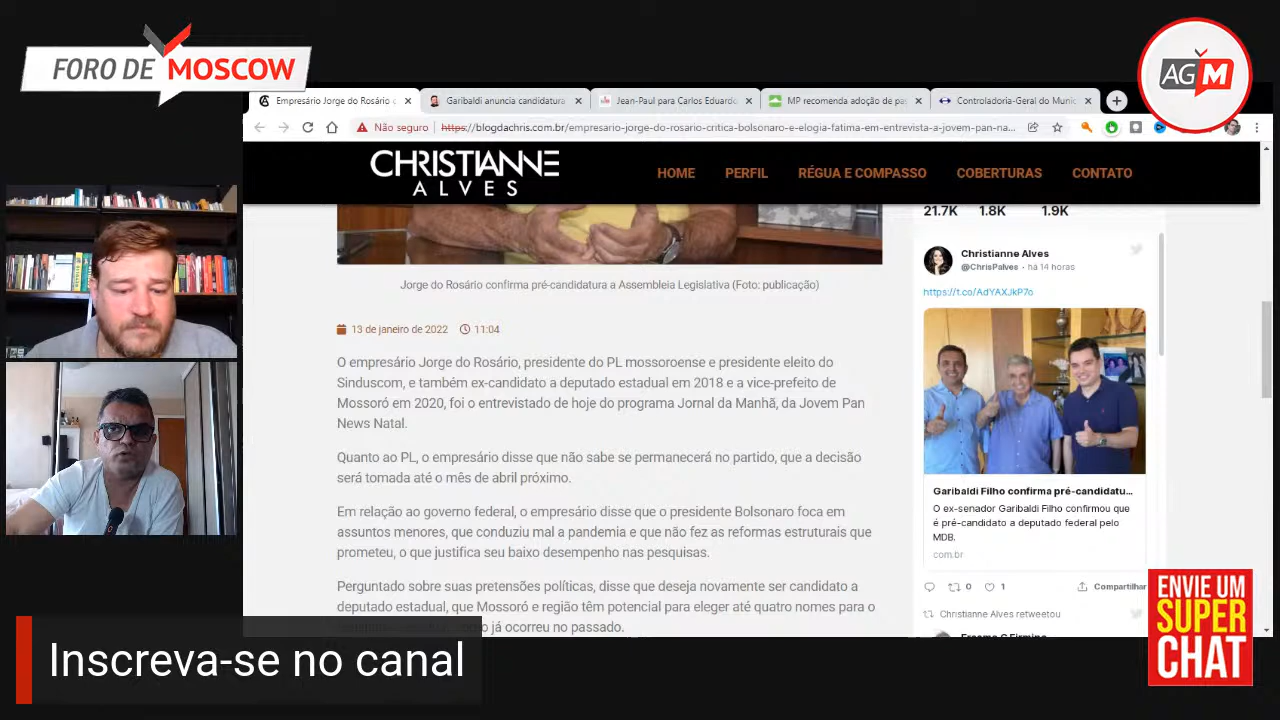 FORO DE MOSCOW
AGM
Empresário Jorge do Rosário c
Garibaldi anuncia candidatura
Jean-Paul para Carlos Eduardo
MP recomenda adoção de pas
Controladoria-Geral do Munic
Não seguro
https://blogdachris.com.br/empresario-jorge-do-rosario-critica-bolsonaro-e-elogia-fatima-em-entrevista-a-jovem-pan-na...
CHRISTIANNE
ALVES
HOME
PERFIL
RÉGUA E COMPASSO
COBERTURAS
CONTATO
21.7K 1.8K 1.9K
Jorge do Rosário confirma pré-candidatura a Assembleia Legislativa (Foto: publicação)
13 de janeiro de 2022
11:04
O empresário Jorge do Rosário, presidente do PL mossoroense e presidente eleito do
Sinduscom, e também ex-candidato a deputado estadual em 2018 e a vice-prefeito de
Mossoró em 2020, foi o entrevistado de hoje do programa Jornal da Manhã, da Jovem Pan
News Natal.
Quanto ao PL, o empresário disse que não sabe se permanecerá no partido, que a decisão
será tomada até o mês de abril próximo.
Em relação ao governo federal, o empresário disse que o presidente Bolsonaro foca em
assuntos menores, que conduziu mal a pandemia e que não fez as reformas estruturais que
prometeu, o que justifica seu baixo desempenho nas pesquisas.
Perguntado sobre suas pretensões políticas, disse que deseja novamente ser candidato a
deputado estadual, que Mossoró e região têm potencial para eleger até quatro nomes para o
já ocorreu no passado.
Christianne Alves
@ChrisPalves · há 14 horas
https://t.co/AdYAXJkP7o
Garibaldi Filho confirma pré-candidatu...
O ex-senador Garibaldi Filho confirmou que
é pré-candidato a deputado federal pelo
MDB.
com.br
0
1
Compartilhar
Christianne Alves retweetou
Inscreva-se no canal
ENVIE UM
SUPER
CHAT